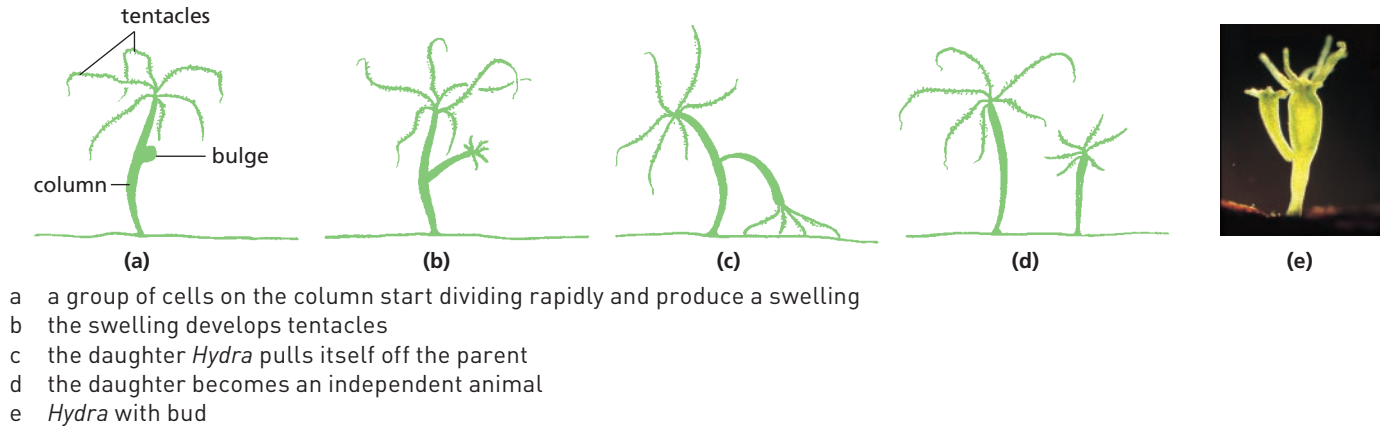 tentacles
bulge
column
(a) (b) (c) (d) (e)
a a group of cells on the column start dividing rapidly and produce a swelling
b the swelling develops tentacles
c the daughter Hydra pulls itself off the parent
d the daughter becomes an independent animal
e Hydra with bud